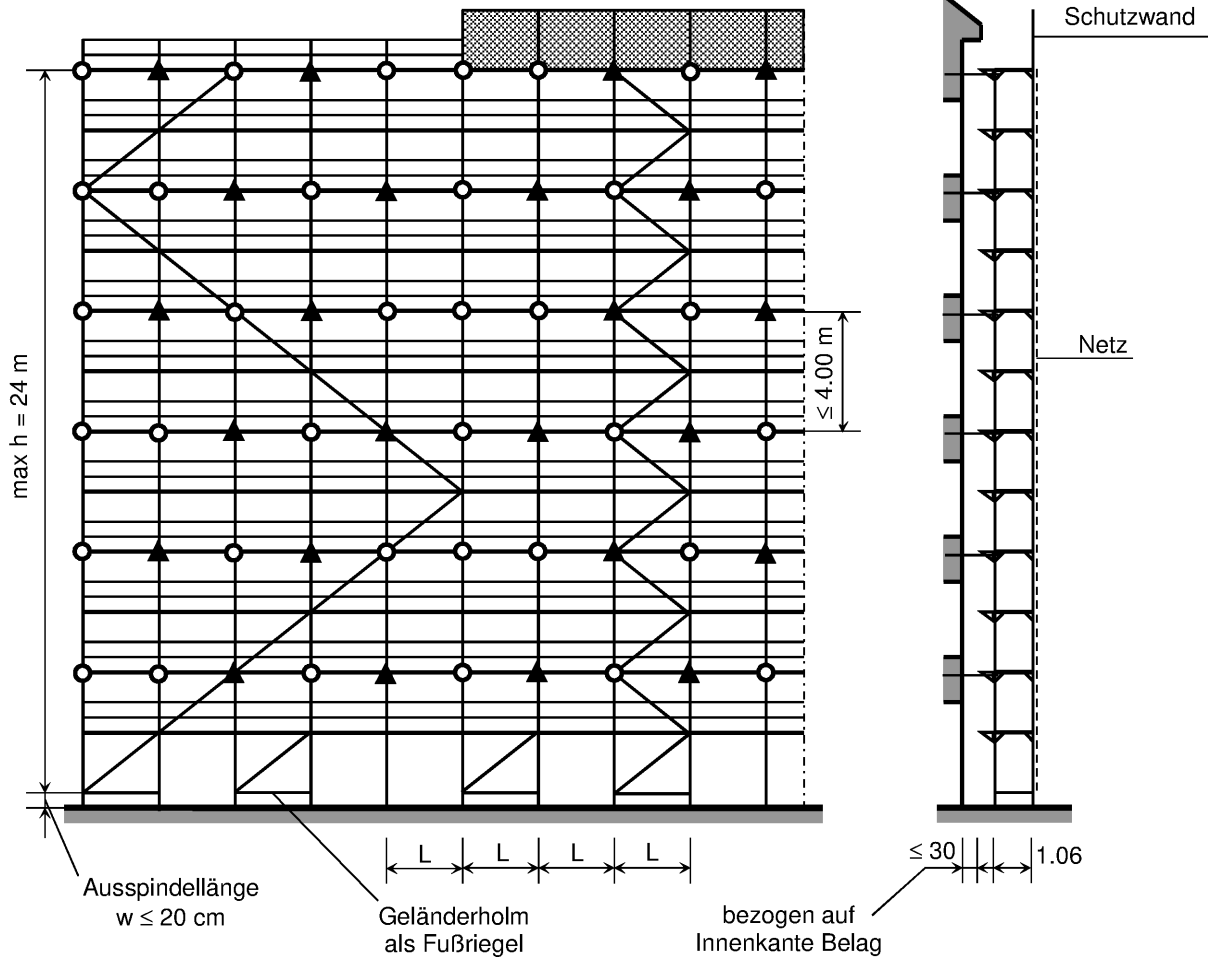 Schutzwand
max h = 24 m
≤ 4.00 m
Netz
L
L
L
L
≤ 30
1.06
Ausspindellänge
w ≤ 20 cm
Geländerholm
als Fußriegel
bezogen auf
Innenkante Belag